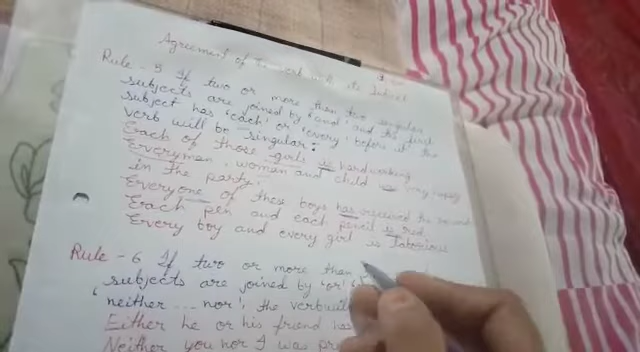 Agreement of the verb with its Subject
Rule - 5 If two or more than two singular
subjects are joined by 'and' and the first
subject has 'each' or 'every' before it the
verb will be singular:
Each of those girls is hardworking
Everyman, woman and child very happy
in the party.
Everyone of these boys has received the
Each pen and each pencil is red.
Every boy and every girl is laborious
Rule - 6 If two or more than
subjects are joined by 'or'
'neither ... nor', the verb will
Either he or his friend has
Neither you nor I was